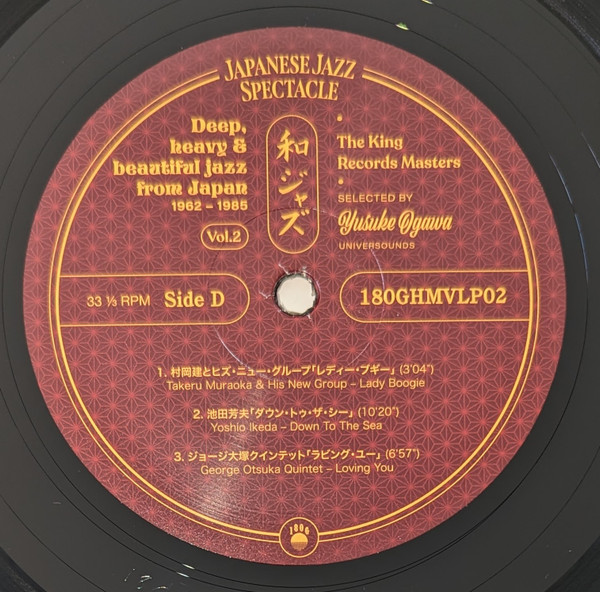 JAPANESE JAZZ
SPECTACLE
Deep,
heavy &
beautiful jazz
from Japan
1962 – 1985
Vol.2
和ジャズ
The King
Records Masters
SELECTED BY
Yusuke Ogawa
UNIVERSOUNDS
33 ⅓ RPM Side D
180GHMVLP02
1. 村岡建とヒズ・ニュー・グループ「レディー・ブギー」 (3'04")
Takeru Muraoka & His New Group – Lady Boogie
2. 池田芳夫「ダウン・トゥ・ザ・シー」 (10'20")
Yoshio Ikeda – Down To The Sea
3. ジョージ大塚クインテット「ラビング・ユー」 (6'57")
George Otsuka Quintet – Loving You
180g